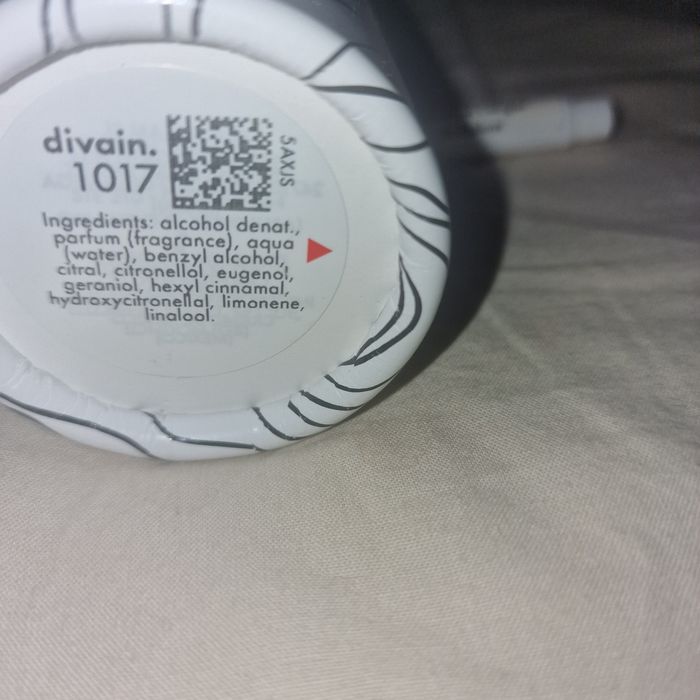 divain.
1017
5AXIS
Ingredients: alcohol denat.,
parfum (fragrance), aqua
(water), benzyl alcohol,
citral, citronellol, eugenol,
geraniol, hexyl cinnamal,
hydroxycitronellal, limonene,
linalool.